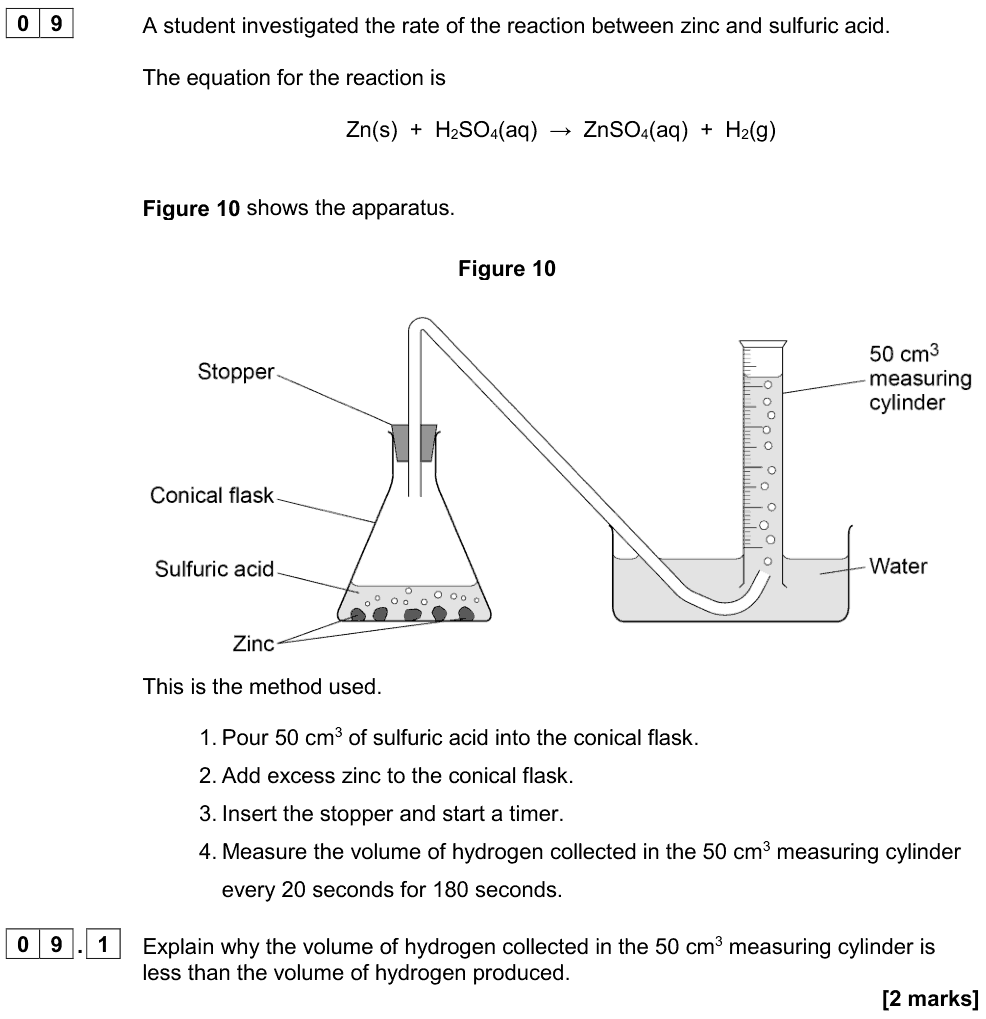 0 9 A student investigated the rate of the reaction between zinc and sulfuric acid.
The equation for the reaction is
Zn(s) + H₂SO₄(aq) → ZnSO₄(aq) + H₂(g)
Figure 10 shows the apparatus.
Figure 10
Stopper
Conical flask
Sulfuric acid
Zinc
50 cm³
measuring
cylinder
Water
This is the method used.
1. Pour 50 cm³ of sulfuric acid into the conical flask.
2. Add excess zinc to the conical flask.
3. Insert the stopper and start a timer.
4. Measure the volume of hydrogen collected in the 50 cm³ measuring cylinder
every 20 seconds for 180 seconds.
0 9 . 1 Explain why the volume of hydrogen collected in the 50 cm³ measuring cylinder is
less than the volume of hydrogen produced.
[2 marks]